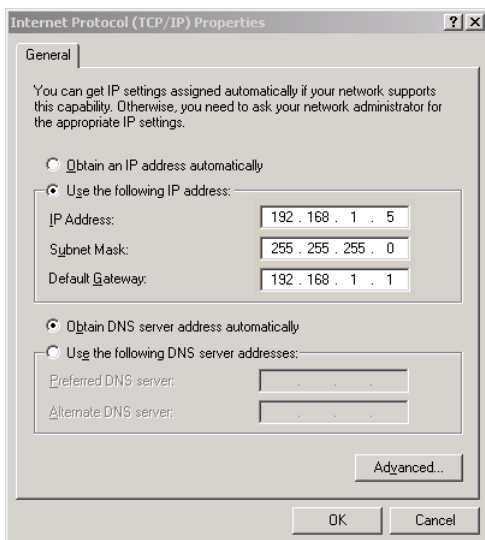 Internet Protocol (TCP/IP) Properties
? X
General
You can get IP settings assigned automatically if your network supports
this capability. Otherwise, you need to ask your network administrator for
the appropriate IP settings.
Obtain an IP address automatically
Use the following IP address:
IP Address: 192 . 168 . 1 . 5
Subnet Mask: 255 . 255 . 255 . 0
Default Gateway: 192 . 168 . 1 . 1
Obtain DNS server address automatically
Use the following DNS server addresses:
Preferred DNS server: . . .
Alternate DNS server: . . .
Advanced...
OK Cancel